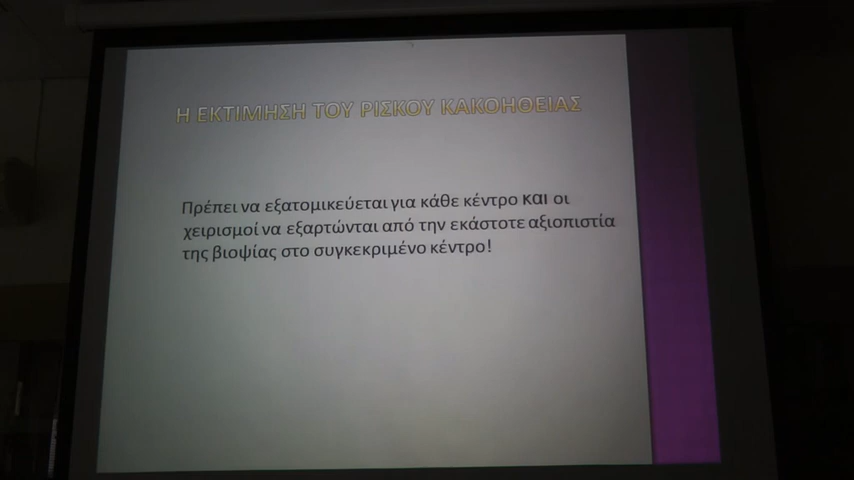 Η ΕΚΤΙΜΗΣΗ ΤΟΥ ΡΙΣΚΟΥ ΚΑΚΟΗΘΕΙΑΣ
Πρέπει να εξατομικεύεται για κάθε κέντρο και οι
χειρισμοί να εξαρτώνται από την εκάστοτε αξιοπιστία
της βιοψίας στο συγκεκριμένο κέντρο!